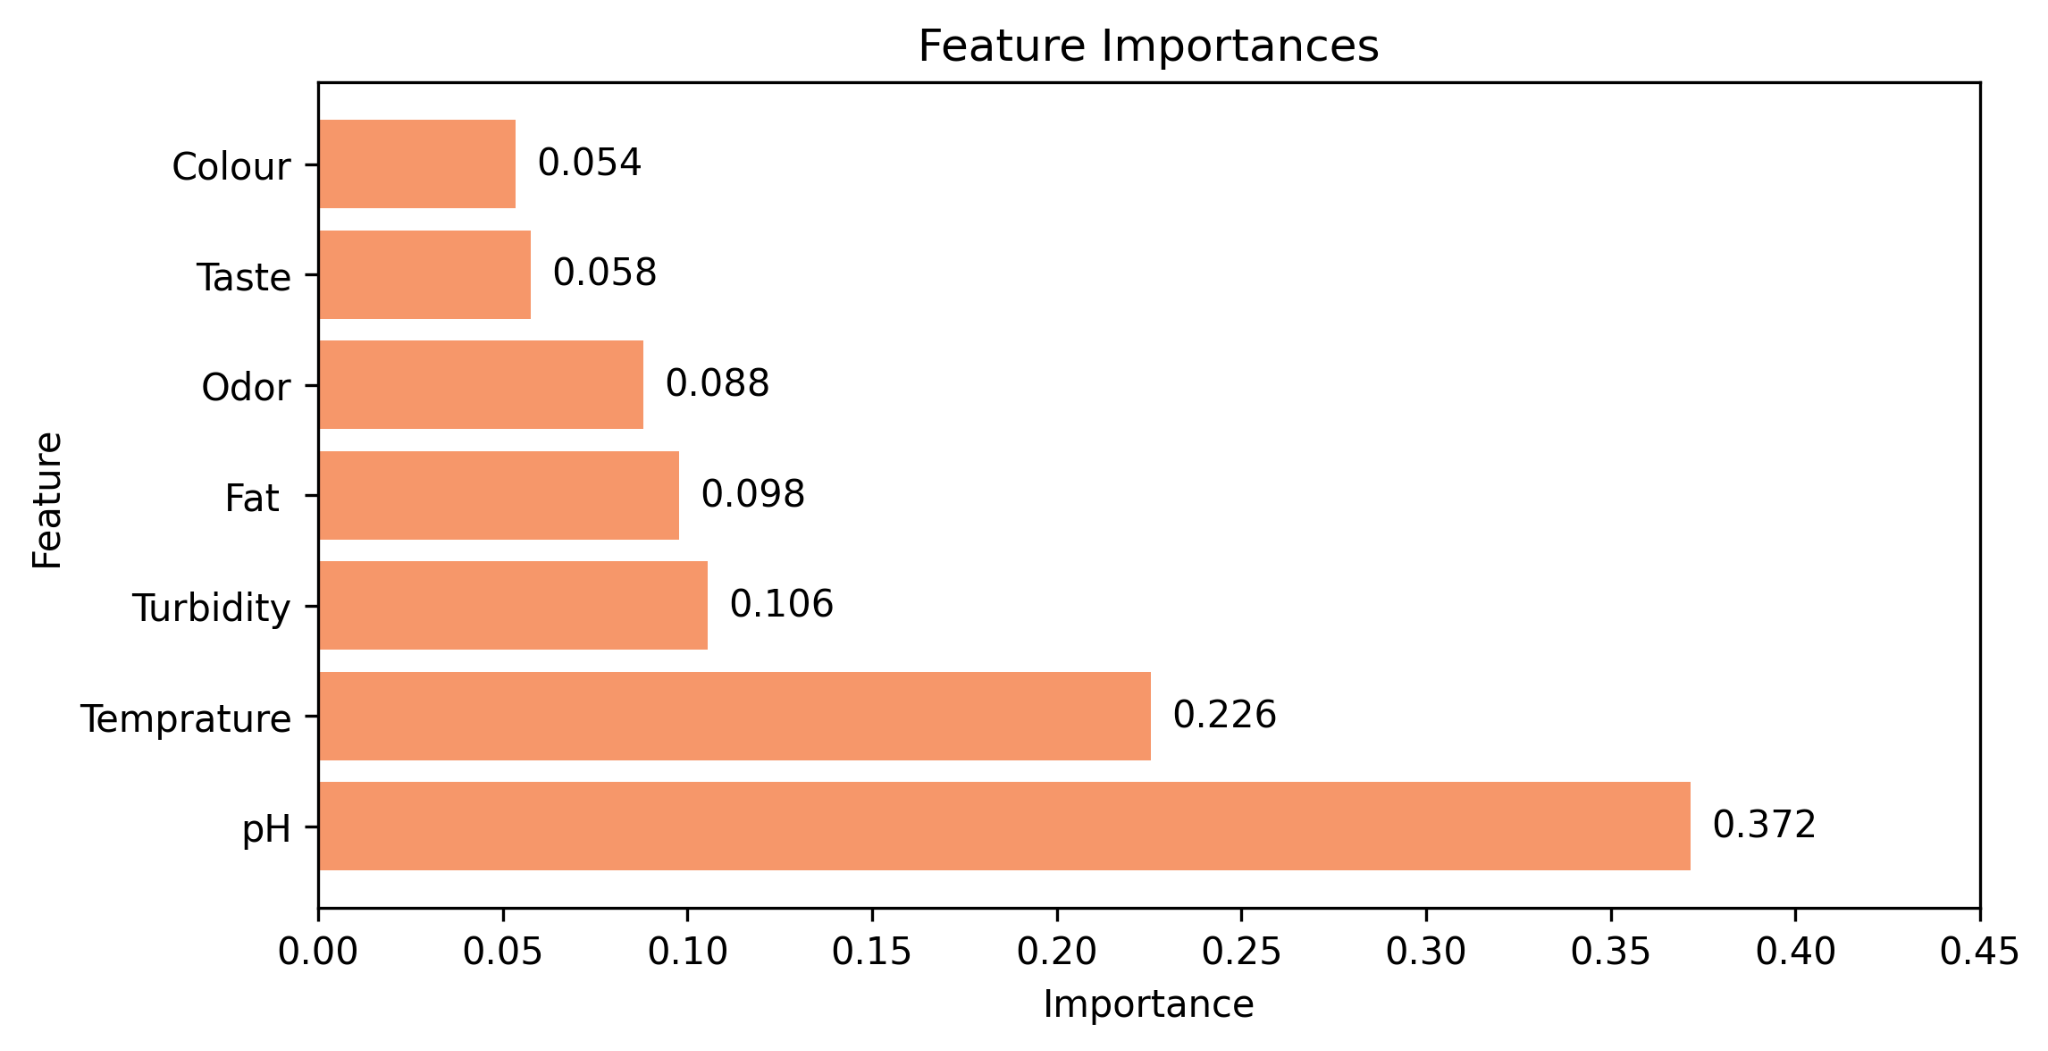 Feature Importances
Colour
0.054
Taste
0.058
Odor
0.088
Fat
0.098
Feature
Turbidity
0.106
Temprature
0.226
pH
0.372
0.00 0.05 0.10 0.15 0.20 0.25 0.30 0.35 0.40 0.45
Importance